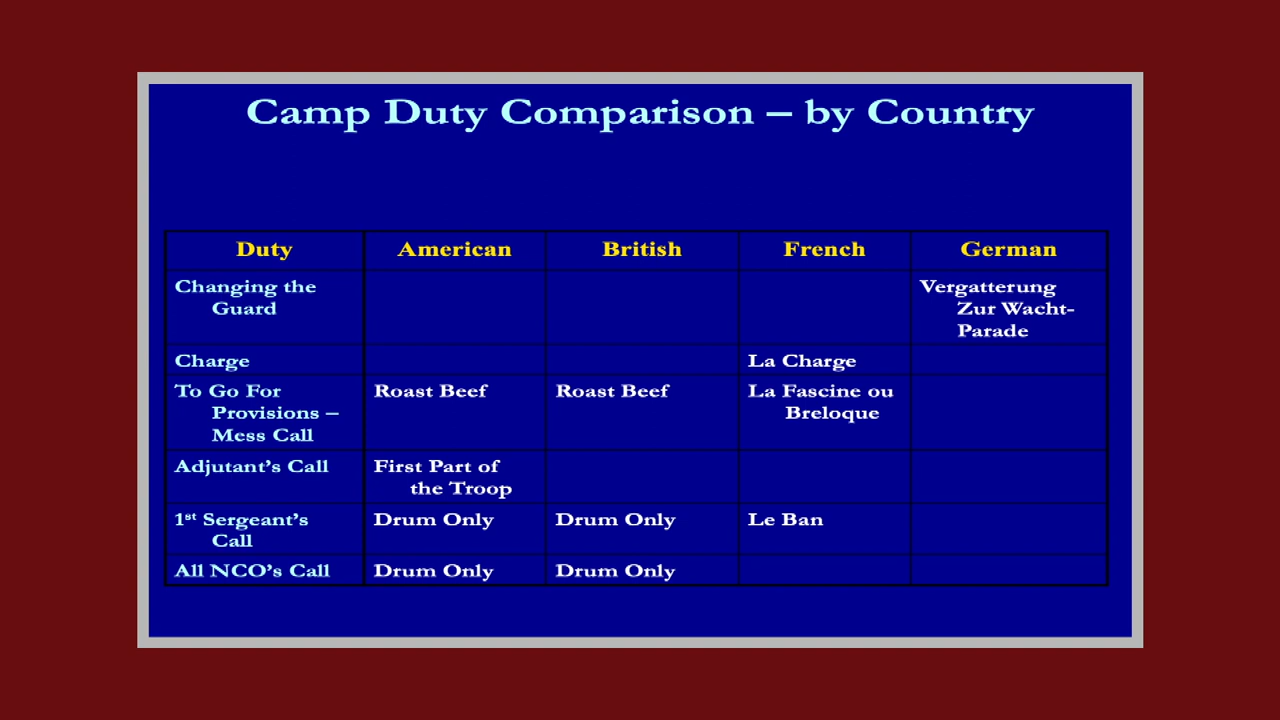 Camp Duty Comparison – by Country
Duty American British French German
Changing the Vergatterung
Guard Zur Wacht-
Parade
Charge La Charge
To Go For Roast Beef Roast Beef La Fascine ou
Provisions – Breloque
Mess Call
Adjutant's Call First Part of
the Troop
1st Sergeant's Drum Only Drum Only Le Ban
Call
All NCO's Call Drum Only Drum Only